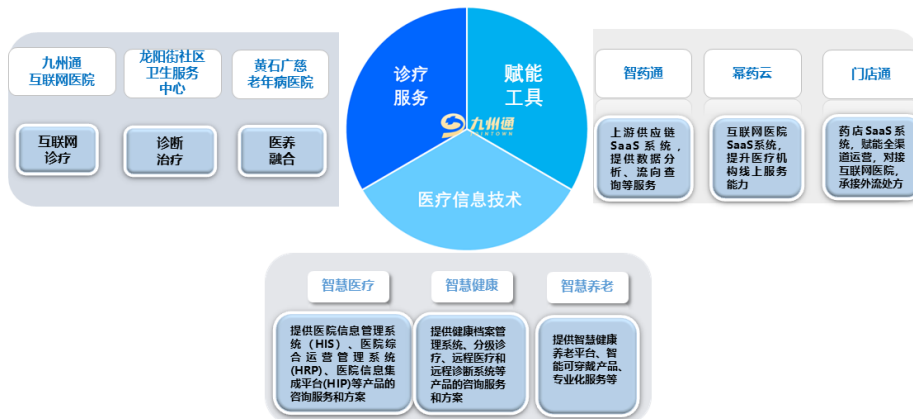 九州通
互联网医院
龙阳街社区
卫生服务
中心
黄石广慈
老年病医院
互联网
诊疗
诊断
治疗
医养
融合
诊疗
服务
赋能
工具
九州通
JOINTOWN
医疗信息技术
智药通
幂药云
门店通
上游供应链
SaaS系统，
提供数据分
析、流向查
询等服务
互联网医院
SaaS系统，
提升医疗机
构线上服务
能力
药店SaaS系
统，赋能全渠
道运营，对接
互联网医院，
承接外流处方
智慧医疗
智慧健康
智慧养老
提供医院信息管理
系统（HIS）、医院综
合运营管理系统
(HRP)、医院信息集
成平台(HIP)等产品的
咨询服务和方案
提供健康档案管
理系统、分级诊
疗、远程医疗和
远程诊断系统等
产品的咨询服务
和方案
提供智慧健康
养老平台、智
能可穿戴产品、
专业化服务等